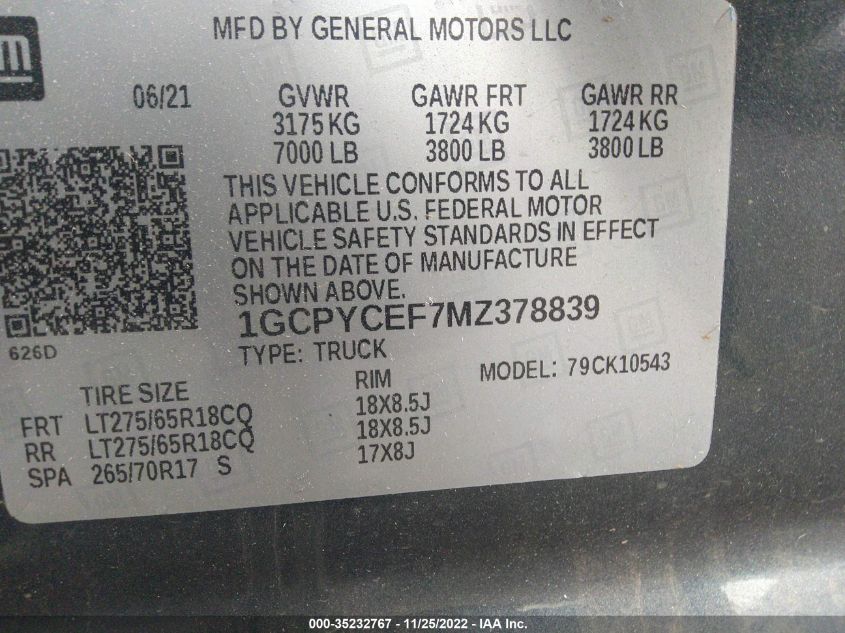 gm
MFD BY GENERAL MOTORS LLC
06/21 GVWR GAWR FRT GAWR RR
3175 KG 1724 KG 1724 KG
7000 LB 3800 LB 3800 LB
THIS VEHICLE CONFORMS TO ALL
APPLICABLE U.S. FEDERAL MOTOR
VEHICLE SAFETY STANDARDS IN EFFECT
ON THE DATE OF MANUFACTURE
SHOWN ABOVE.
1GCPYCEF7MZ378839
626D
TYPE: TRUCK MODEL: 79CK10543
TIRE SIZE RIM
FRT LT275/65R18CQ 18X8.5J
RR LT275/65R18CQ 18X8.5J
SPA 265/70R17 S 17X8J
000-35232767 - 11/25/2022 - IAA Inc.